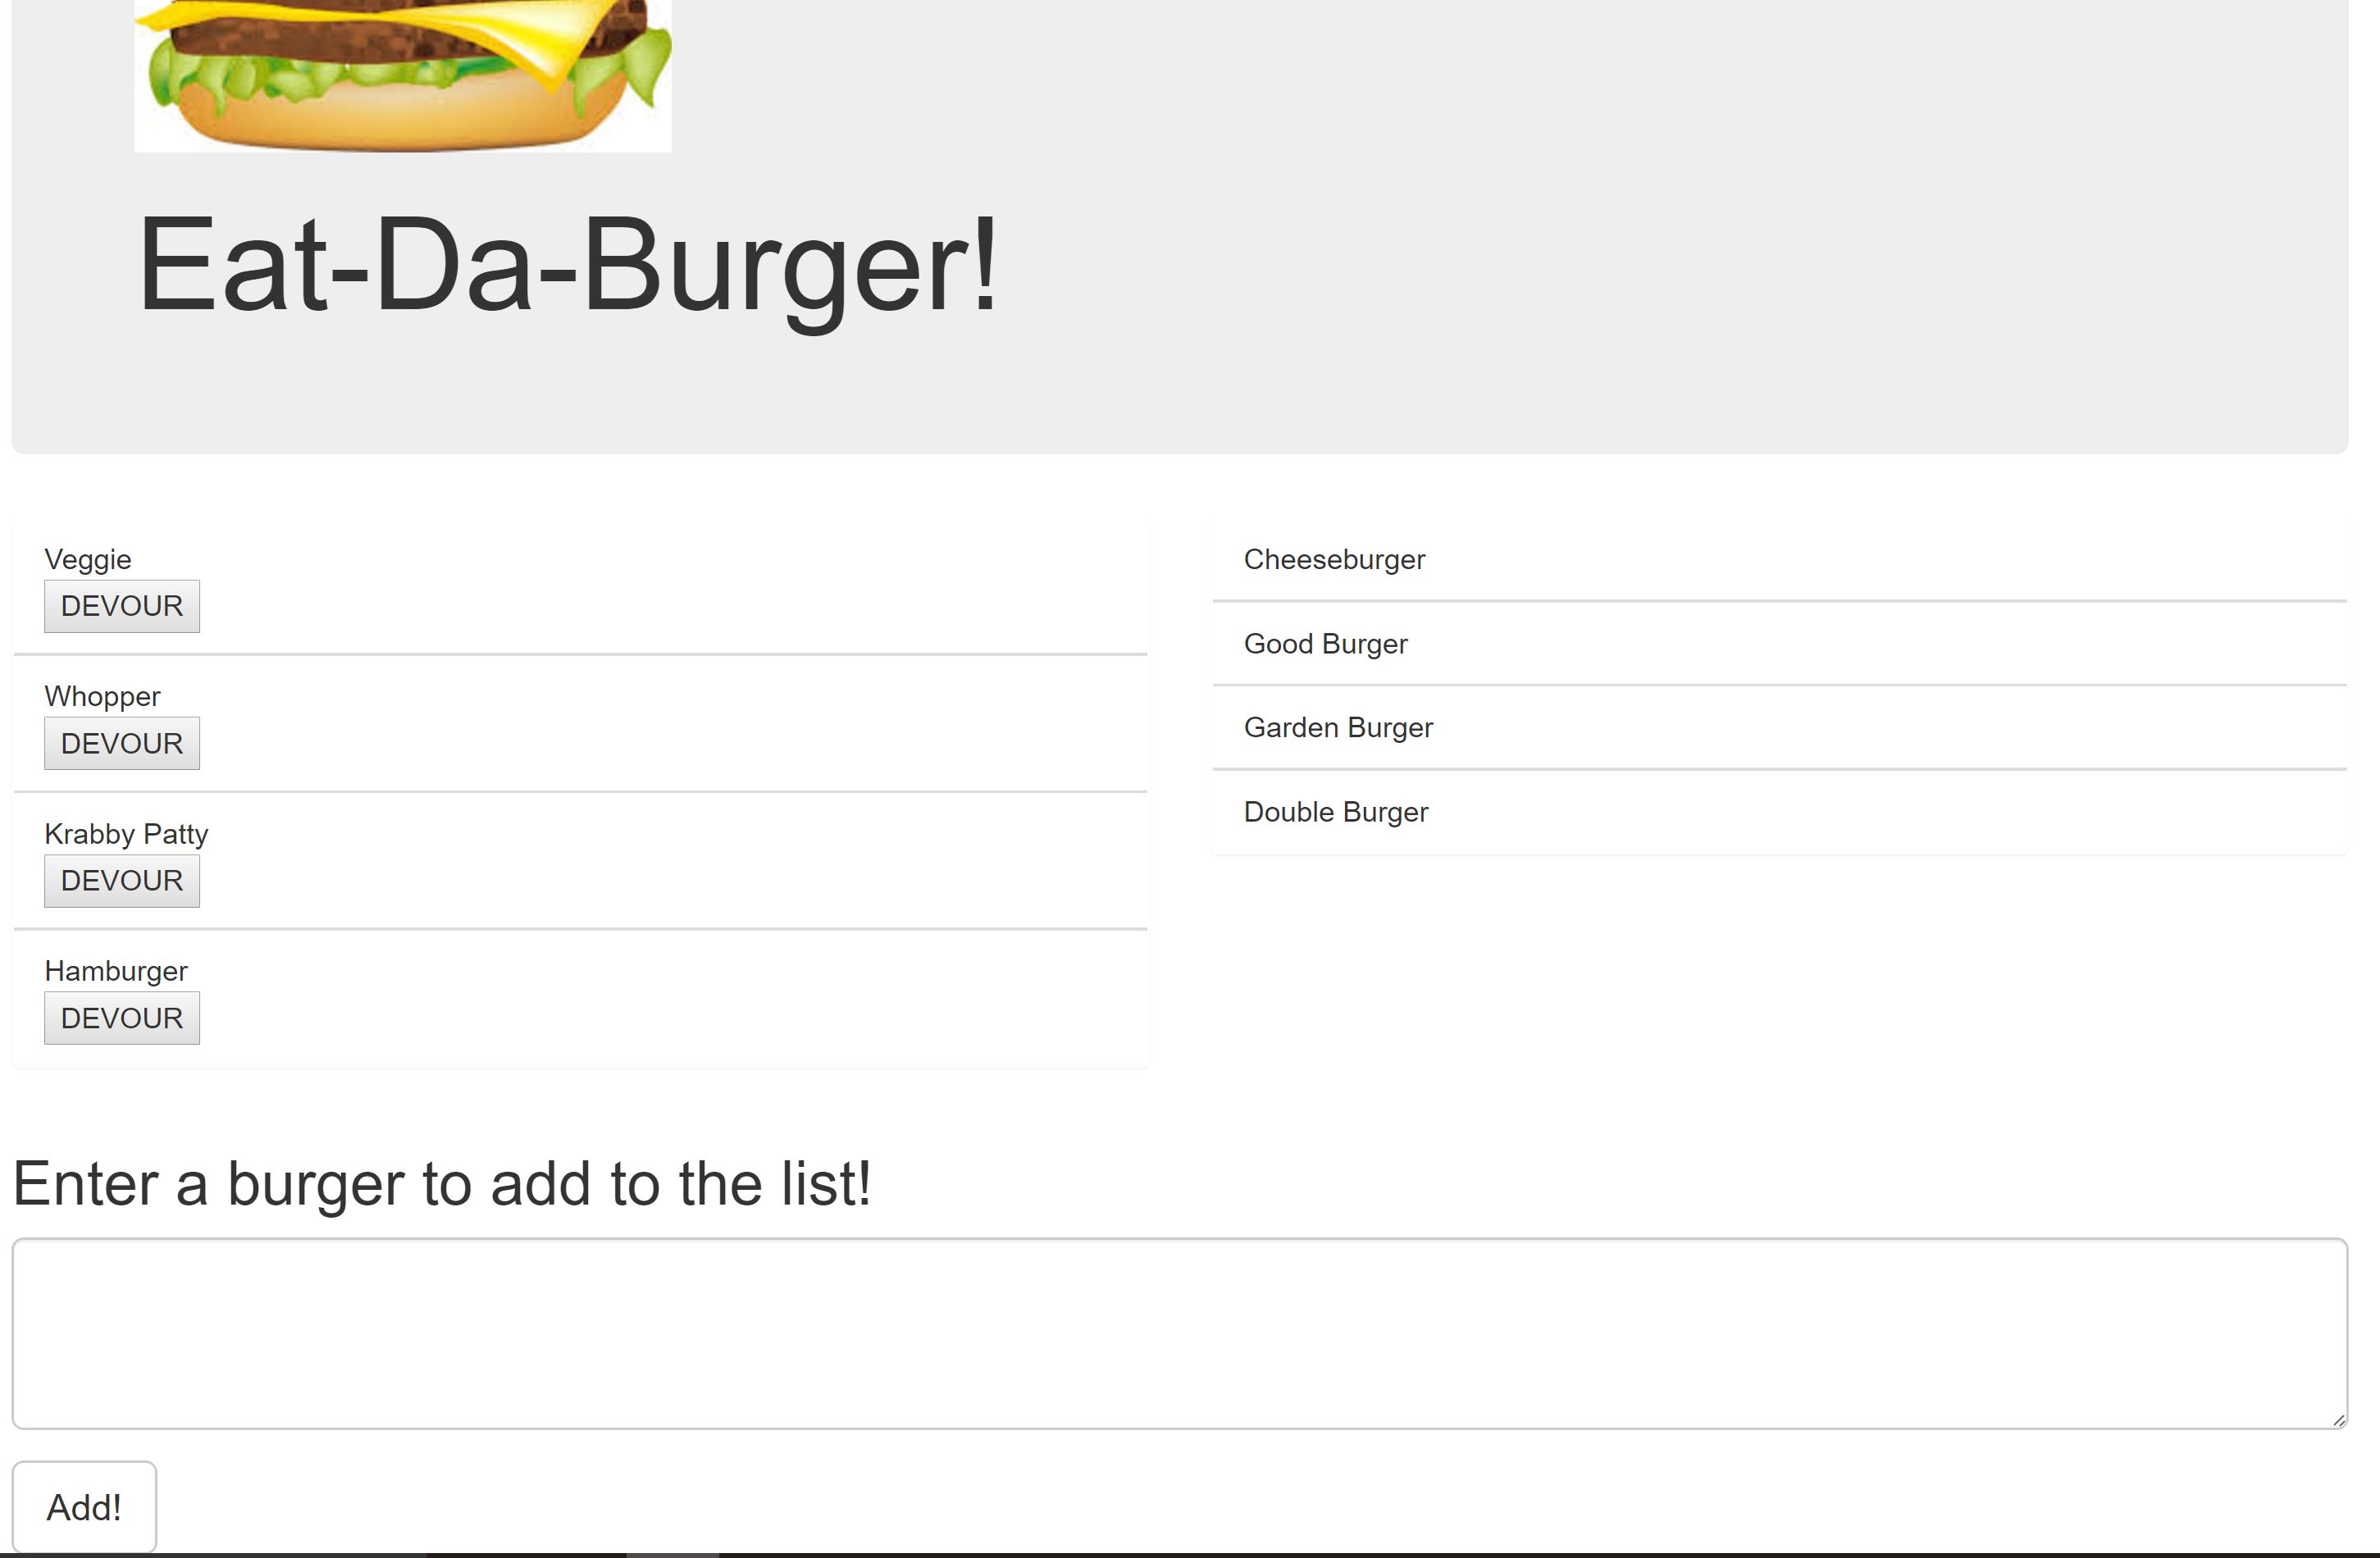 Eat-Da-Burger!
Veggie
DEVOUR
Whopper
DEVOUR
Krabby Patty
DEVOUR
Hamburger
DEVOUR
Cheeseburger
Good Burger
Garden Burger
Double Burger
Enter a burger to add to the list!
Add!